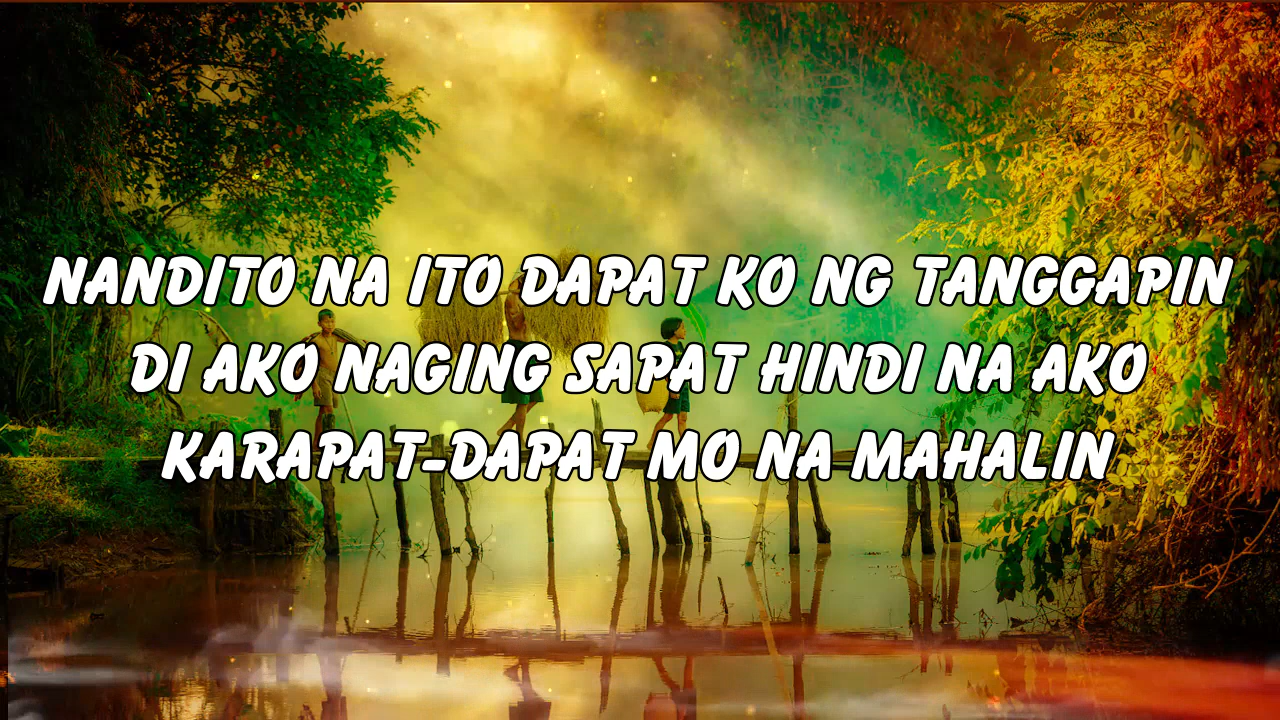 NANDITO NA ITO DAPAT KO NG TANGGAPIN
DI AKO NAGING SAPAT HINDI NA AKO
KARAPAT-DAPAT MO NA MAHALIN